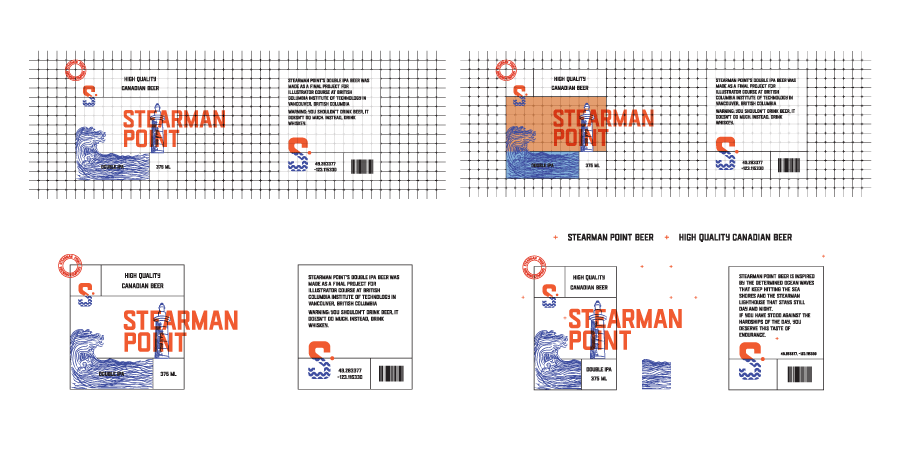 HIGH QUALITY
CANADIAN BEER
S.
STEARMAN
POINT
DOUBLE IPA
375 ML
STEARMAN POINT'S DOUBLE IPA BEER WAS
MADE AS A FINAL PROJECT FOR
ILLUSTRATOR COURSE AT BRITISH
COLUMBIA INSTITUTE OF TECHNOLOGY IN
VANCOUVER, BRITISH COLUMBIA
WARNING: YOU SHOULDN'T DRINK BEER, IT
DOESN'T DO MUCH. INSTEAD, DRINK
WHISKEY.
S.
49.283377
-123.115330
HIGH QUALITY
CANADIAN BEER
S.
STEARMAN
POINT
DOUBLE IPA
375 ML
STEARMAN POINT'S DOUBLE IPA BEER WAS
MADE AS A FINAL PROJECT FOR
ILLUSTRATOR COURSE AT BRITISH
COLUMBIA INSTITUTE OF TECHNOLOGY IN
VANCOUVER, BRITISH COLUMBIA
WARNING: YOU SHOULDN'T DRINK BEER, IT
DOESN'T DO MUCH. INSTEAD, DRINK
WHISKEY.
S.
49.283377
-123.115330
HIGH QUALITY
CANADIAN BEER
S.
STEARMAN
POINT
DOUBLE IPA
375 ML
STEARMAN POINT'S DOUBLE IPA BEER WAS
MADE AS A FINAL PROJECT FOR
ILLUSTRATOR COURSE AT BRITISH
COLUMBIA INSTITUTE OF TECHNOLOGY IN
VANCOUVER, BRITISH COLUMBIA
WARNING: YOU SHOULDN'T DRINK BEER, IT
DOESN'T DO MUCH. INSTEAD, DRINK
WHISKEY.
S.
49.283377
-123.115330
+ STEARMAN POINT BEER + HIGH QUALITY CANADIAN BEER
HIGH QUALITY
CANADIAN BEER
S.
STEARMAN
POINT
DOUBLE IPA
375 ML
STEARMAN POINT BEER IS INSPIRED
BY THE DETERMINED OCEAN WAVES
THAT KEEP HITTING THE SEA
SHORES AND THE STEARMAN
LIGHTHOUSE THAT STAYS STILL
DAY AND NIGHT.
IF YOU HAVE STOOD AGAINST THE
HARDSHIPS OF THE DAY, YOU
DESERVE THIS TASTE OF
ENDURANCE.
S.
49.283377, -123.115330